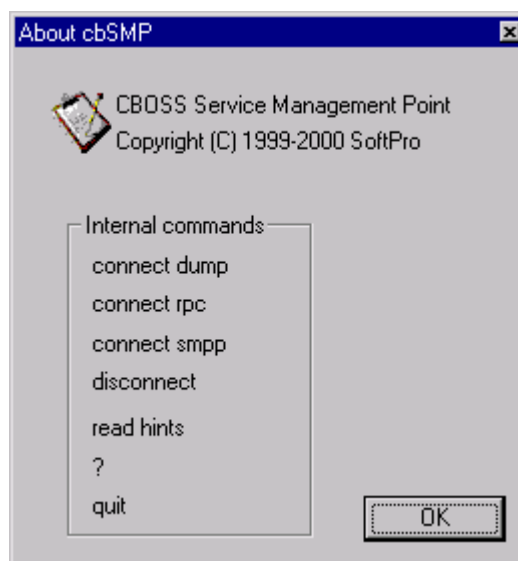 About cbSMP
CBOSS Service Management Point
Copyright (C) 1999-2000 SoftPro
Internal commands
connect dump
connect rpc
connect smpp
disconnect
read hints
?
quit
OK